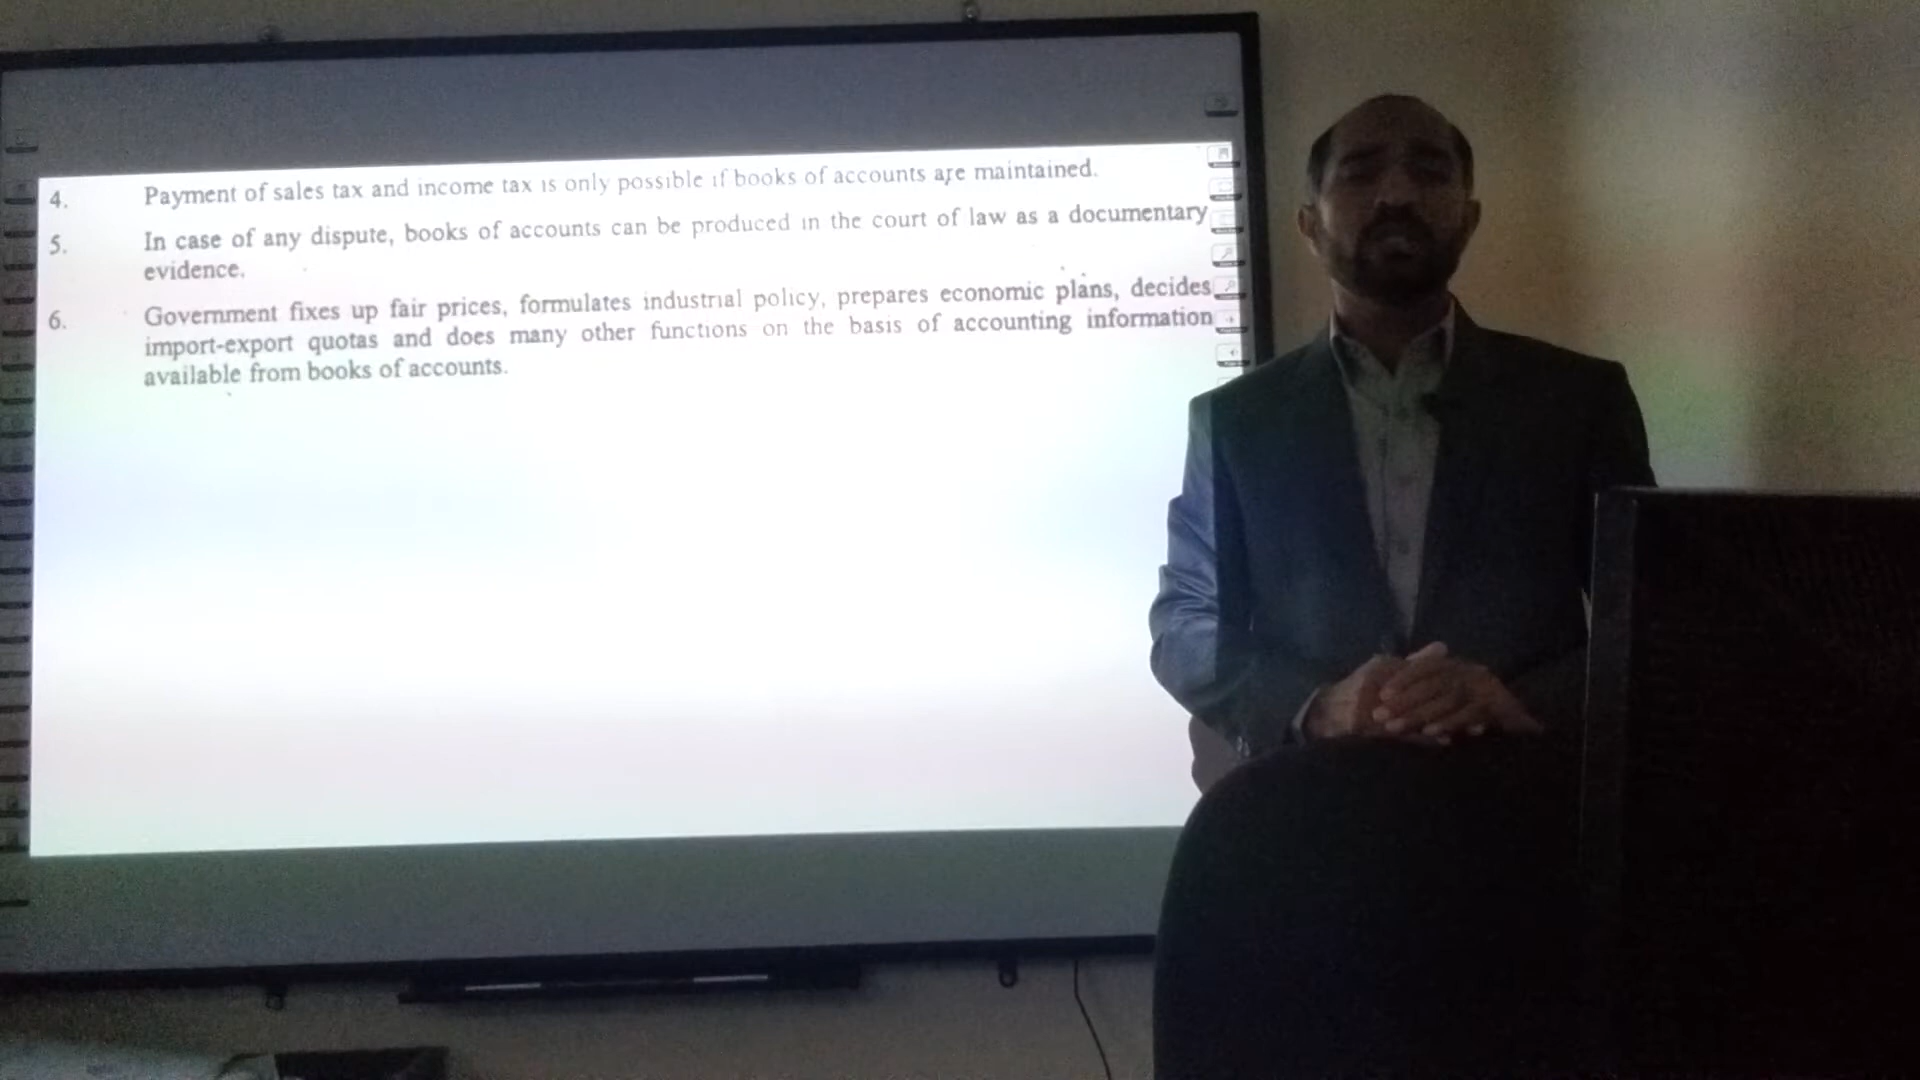 4. Payment of sales tax and income tax is only possible if books of accounts are maintained.
5. In case of any dispute, books of accounts can be produced in the court of law as a documentary
evidence.
6. Government fixes up fair prices, formulates industrial policy, prepares economic plans, decides
import-export quotas and does many other functions on the basis of accounting information
available from books of accounts.